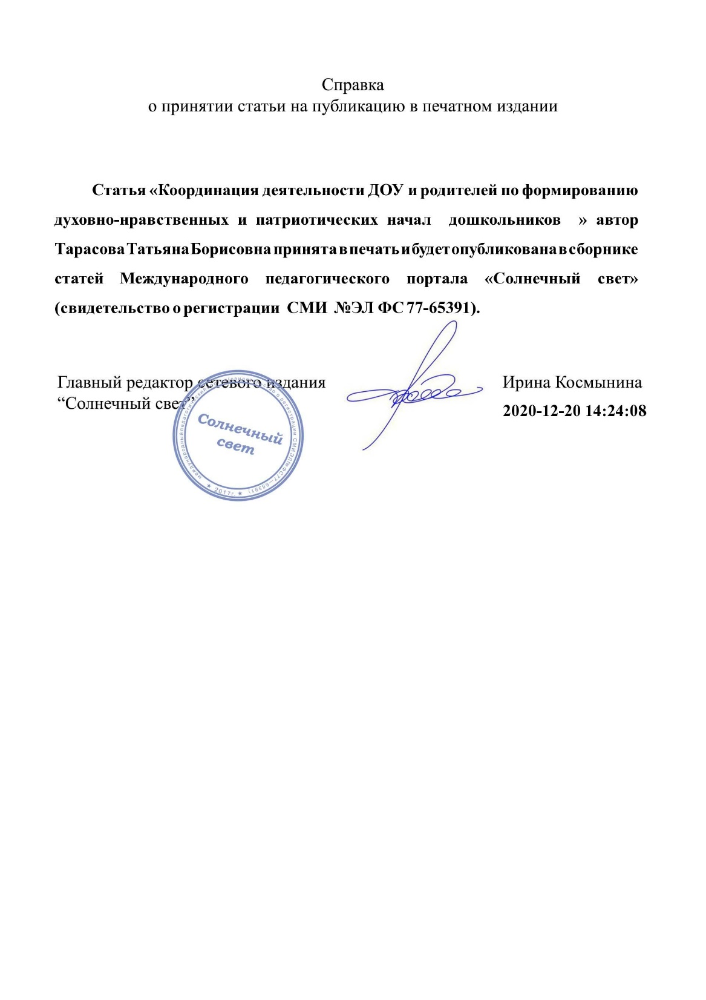 Справка
о принятии статьи на публикацию в печатном издании
Статья «Координация деятельности ДОУ и родителей по формированию
духовно-нравственных и патриотических начал дошкольников » автор
Тарасова Татьяна Борисовна принята в печать и будет опубликована в сборнике
статей Международного педагогического портала «Солнечный свет»
(свидетельство о регистрации СМИ №ЭЛ ФС 77-65391).
Главный редактор сетевого издания
“Солнечный свет”
Ирина Космынина
2020-12-20 14:24:08
Солнечный
свет
международный педагогический свидетельство о регистрации СМИ ЭЛ№ ФС77—65391)
★ 2017г. ★